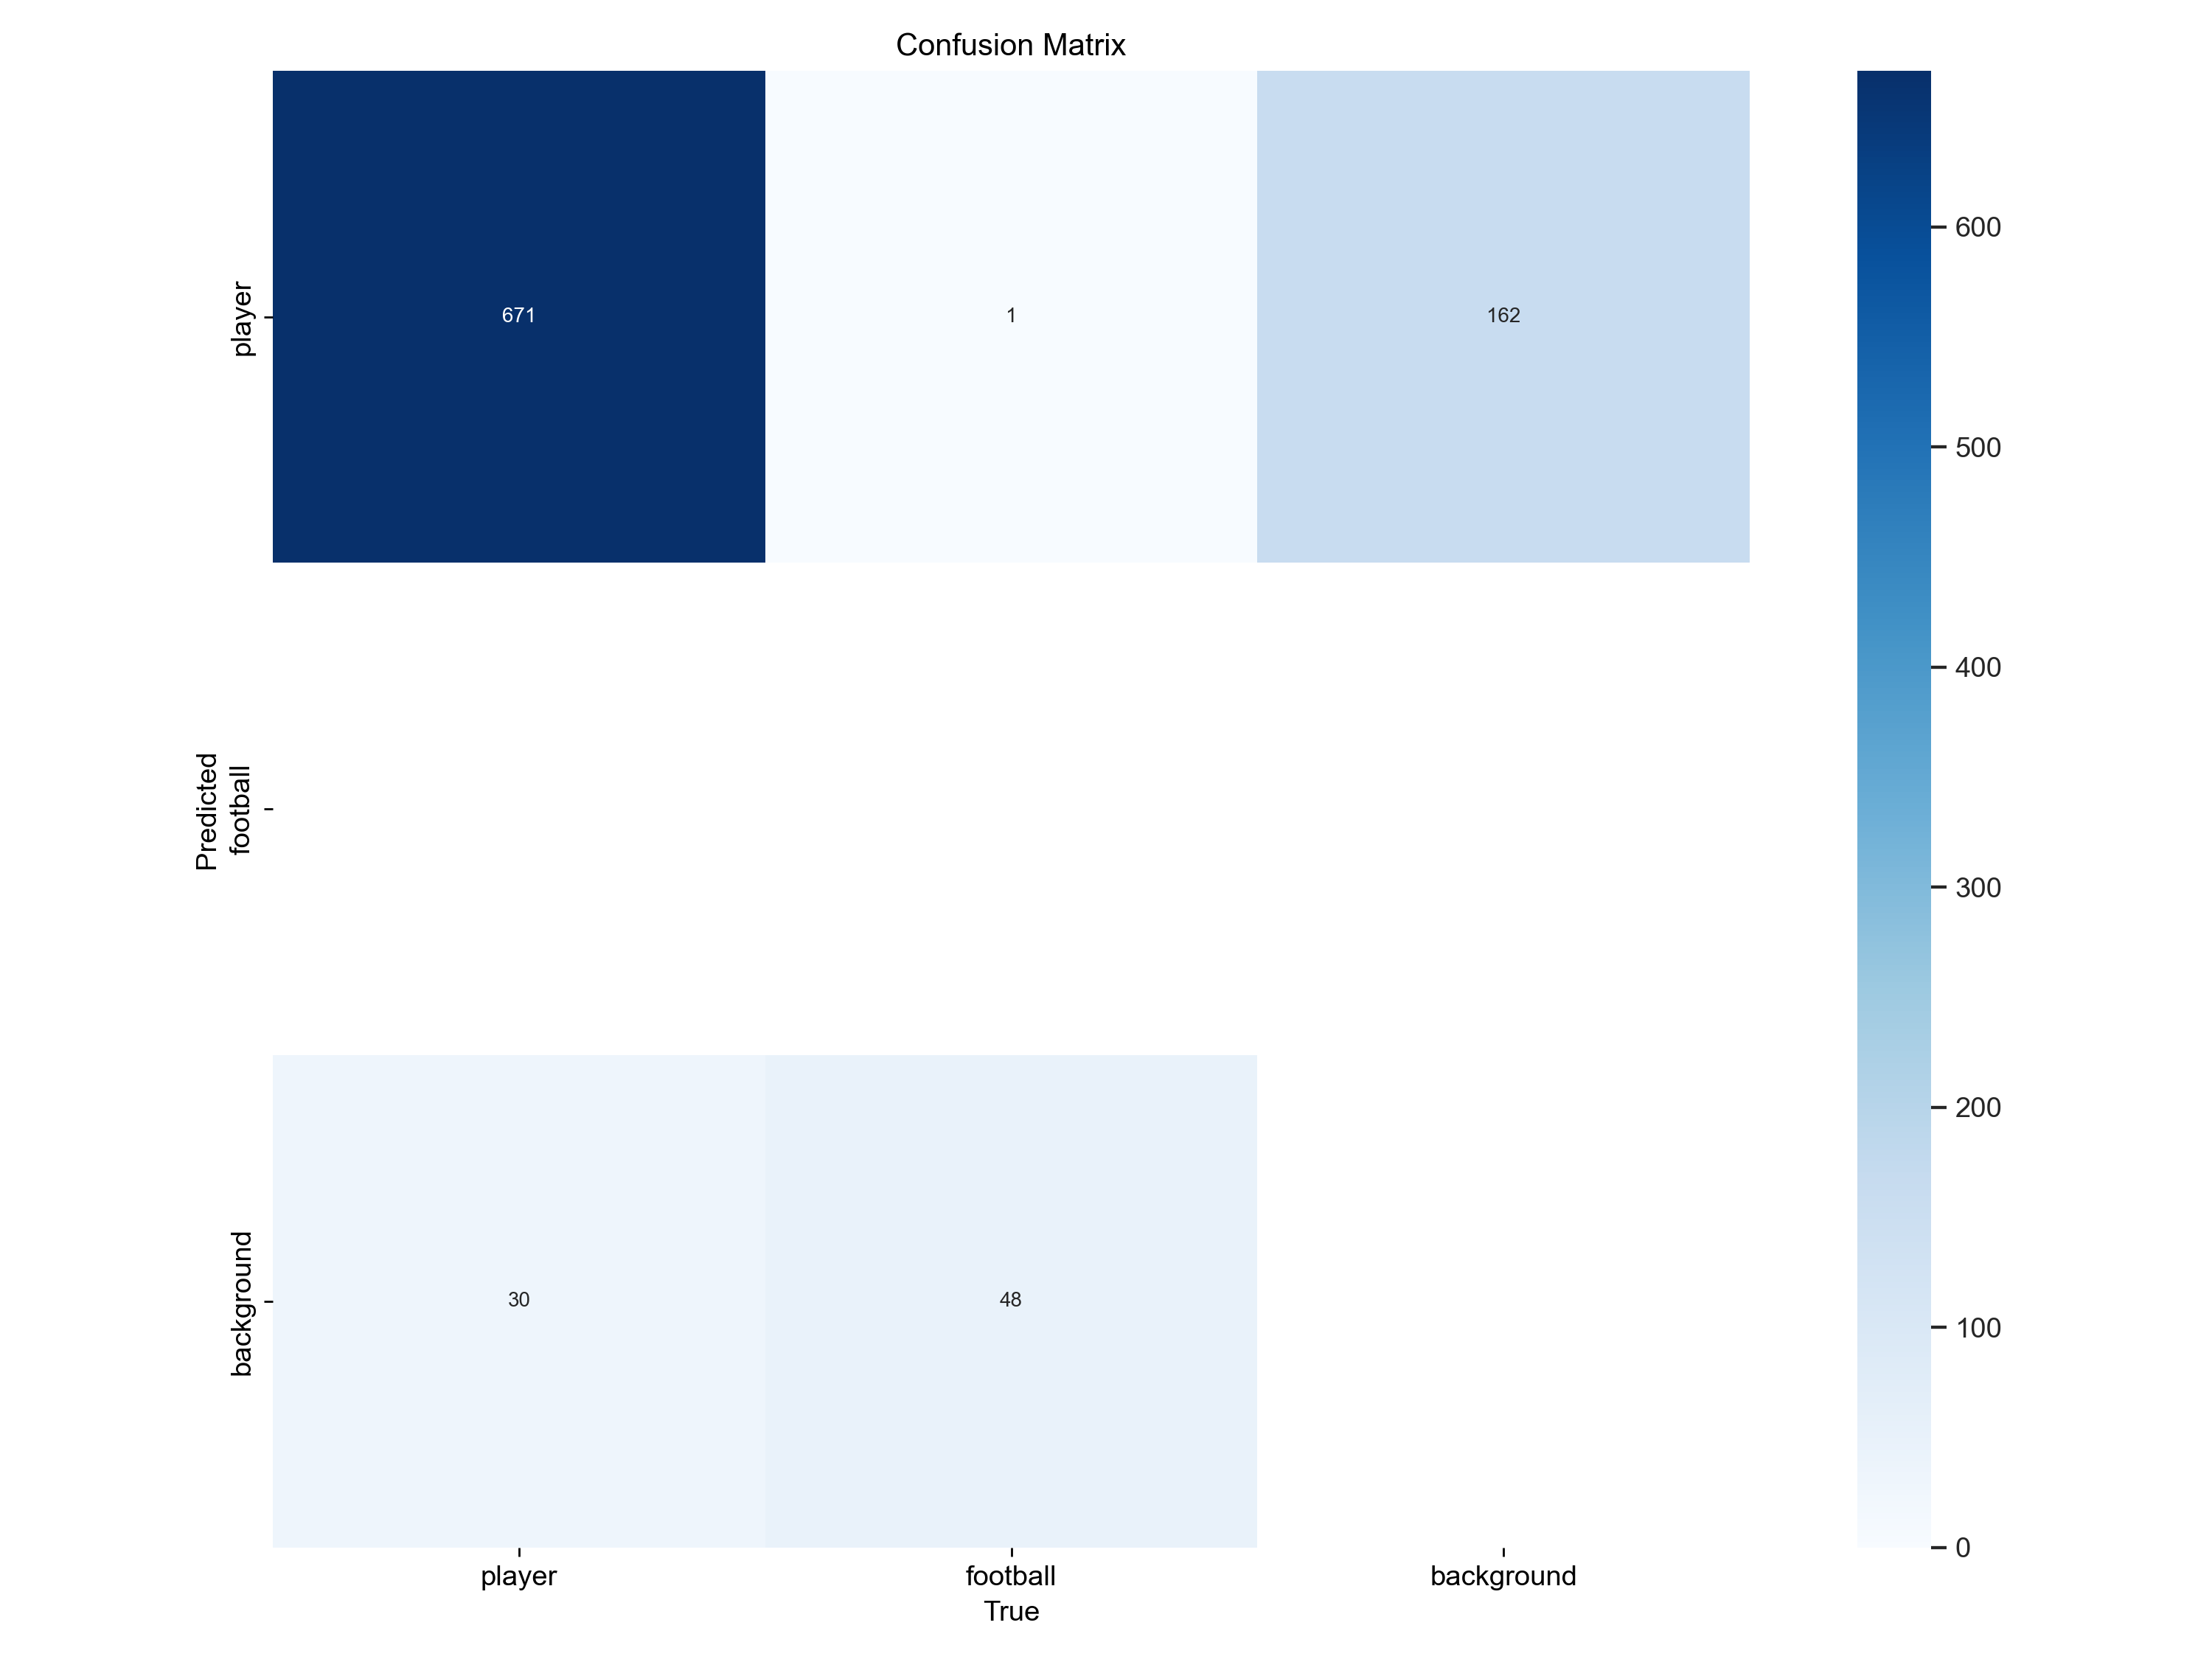 Confusion Matrix
player
671
1
162
600
500
400
300
200
100
0
Predicted
football
background
30
48
player
football
background
True